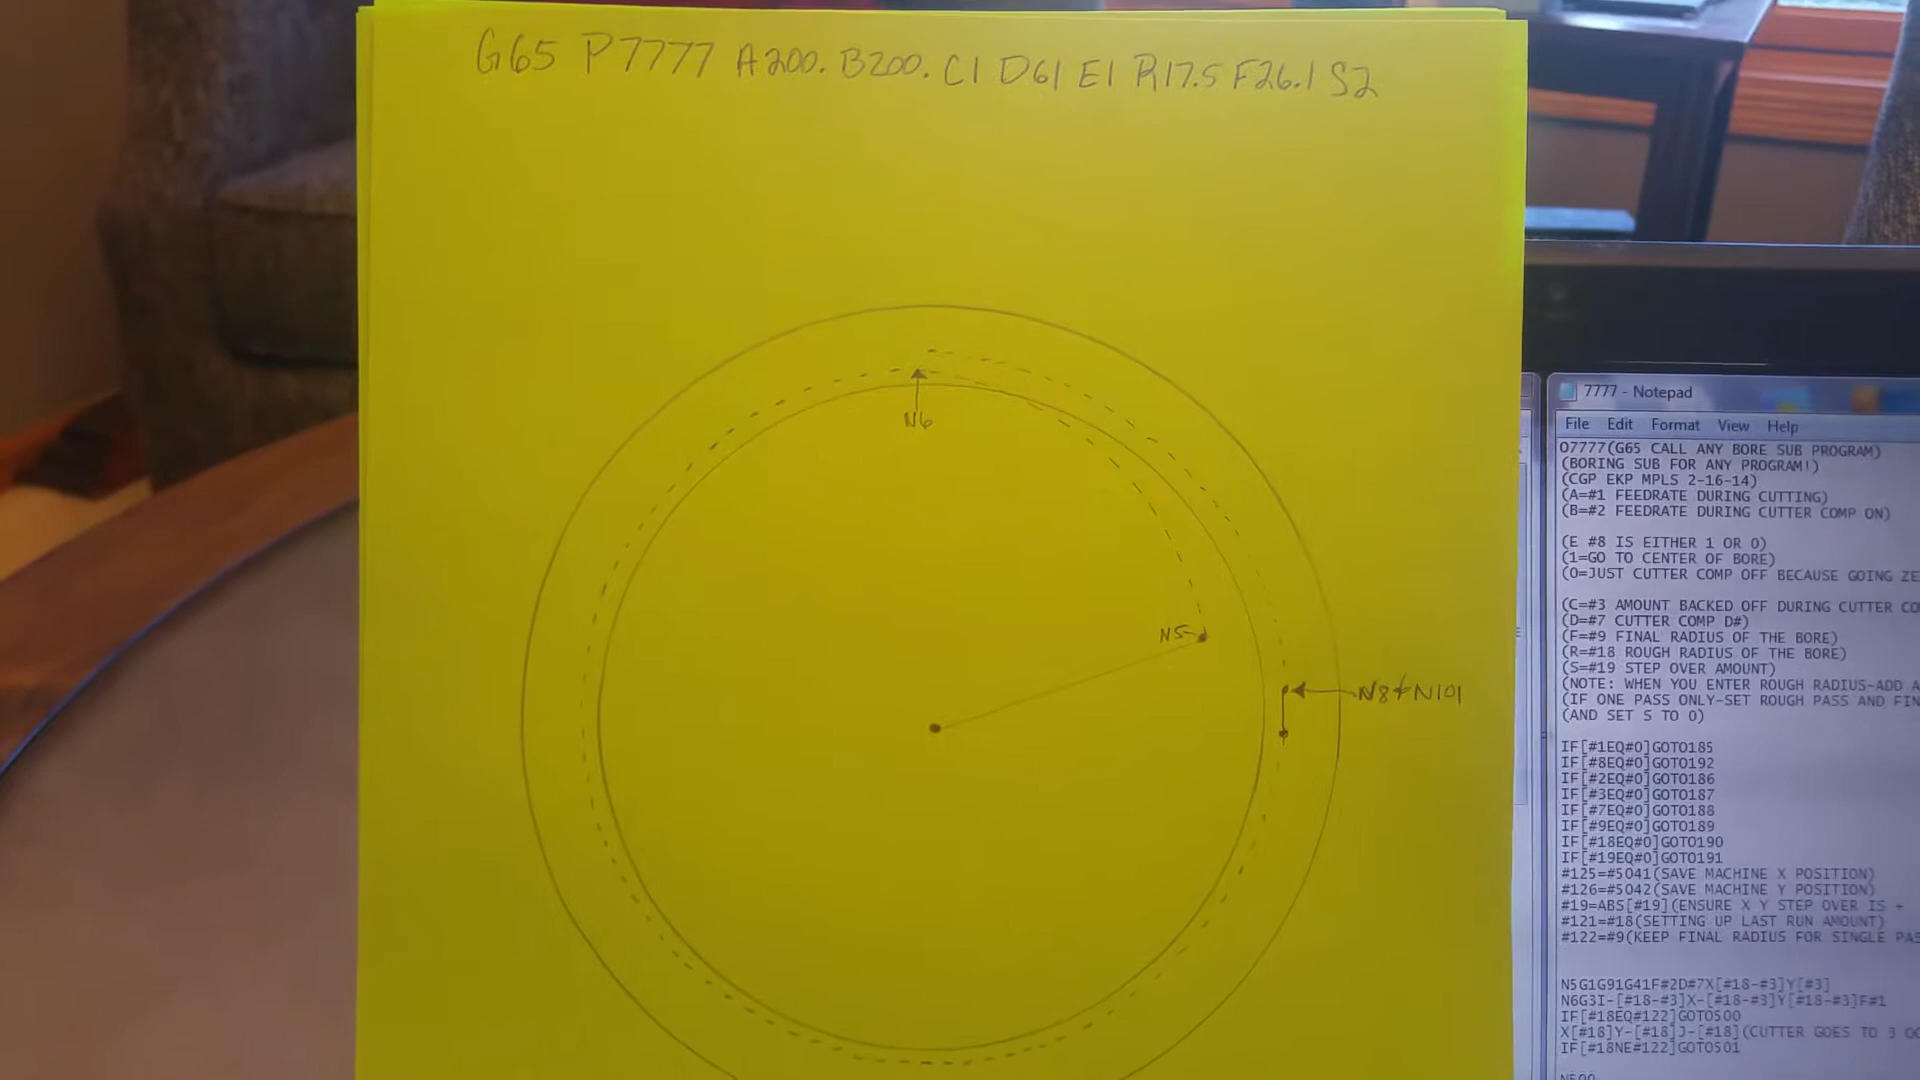 G65 P7777 A200. B200. C1 D61 E1 R17.5 F26.1 S2
N6
N5
N8 & N101
7777 - Notepad
File Edit Format View Help
O7777(G65 CALL ANY BORE SUB PROGRAM)
(BORING SUB FOR ANY PROGRAM!)
(CGP EKP MPLS 2-16-14)
(A=#1 FEEDRATE DURING CUTTING)
(B=#2 FEEDRATE DURING CUTTER COMP ON)
(E #8 IS EITHER 1 OR 0)
(1=GO TO CENTER OF BORE)
(0=JUST CUTTER COMP OFF BECAUSE GOING
(C=#3 AMOUNT BACKED OFF DURING CUTTER
(D=#7 CUTTER COMP D#)
(F=#9 FINAL RADIUS OF THE BORE)
(R=#18 ROUGH RADIUS OF THE BORE)
(S=#19 STEP OVER AMOUNT)
(NOTE: WHEN YOU ENTER ROUGH RADIUS-ADD
(IF ONE PASS ONLY-SET ROUGH PASS AND
(AND SET S TO 0)
IF[#1EQ#0]GOTO185
IF[#8EQ#0]GOTO192
IF[#2EQ#0]GOTO186
IF[#3EQ#0]GOTO187
IF[#7EQ#0]GOTO188
IF[#9EQ#0]GOTO189
IF[#18EQ#0]GOTO190
IF[#19EQ#0]GOTO191
#125=#5041(SAVE MACHINE X POSITION)
#126=#5042(SAVE MACHINE Y POSITION)
#19=ABS[#19](ENSURE X Y STEP OVER IS +
#121=#18(SETTING UP LAST RUN AMOUNT)
#122=#9(KEEP FINAL RADIUS FOR SINGLE
N5G1G91G41F#2D#7X[#18-#3]Y[#3]
N6G3I-[#18-#3]X-[#18-#3]Y[#18-#3]F#1
IF[#18EQ#122]GOTO500
X[#18]Y-[#18]J-[#18](CUTTER GOES TO 3
IF[#18NE#122]GOTO501